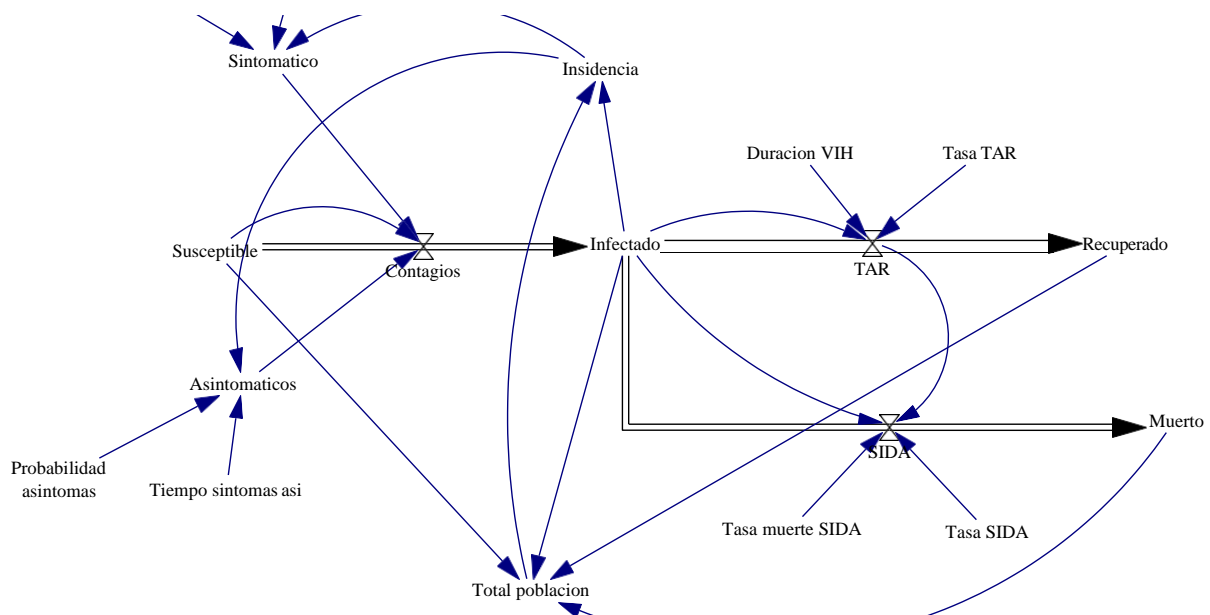 Sintomatico
Insidencia
Duracion VIH
Tasa TAR
Susceptible
Contagios
Infectado
TAR
Recuperado
Asintomaticos
Muerto
SIDA
Probabilidad
asintomas
Tiempo sintomas asi
Tasa muerte SIDA
Tasa SIDA
Total poblacion